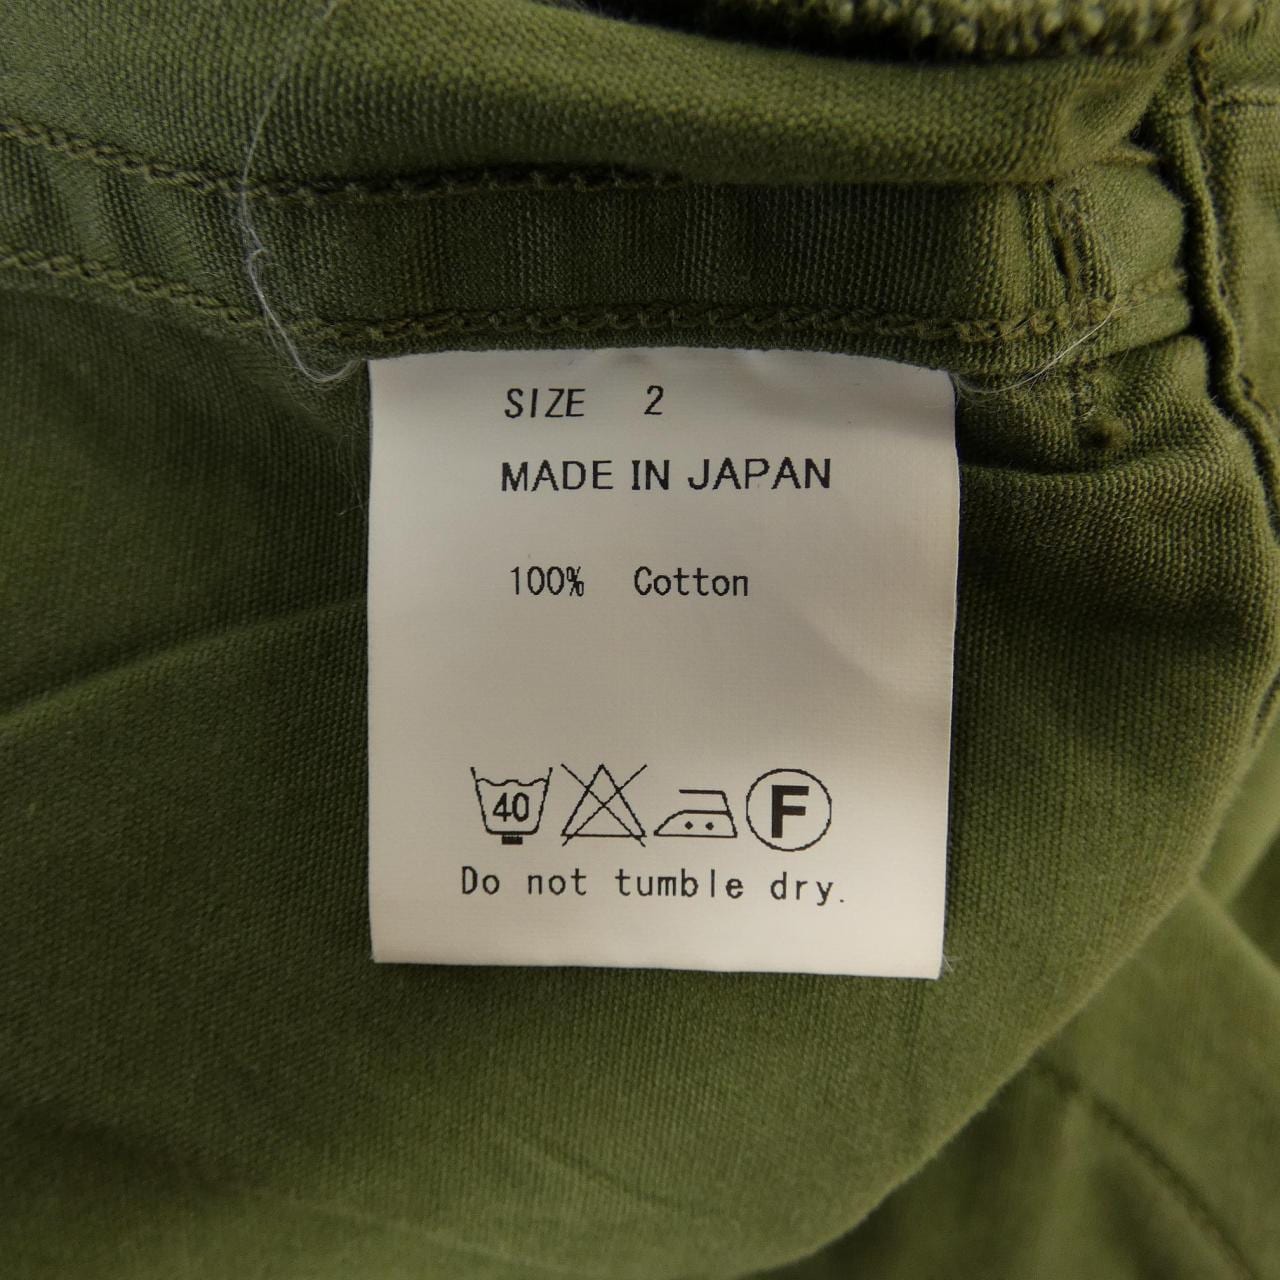 SIZE 2
MADE IN JAPAN
100% Cotton
40 F
Do not tumble dry.